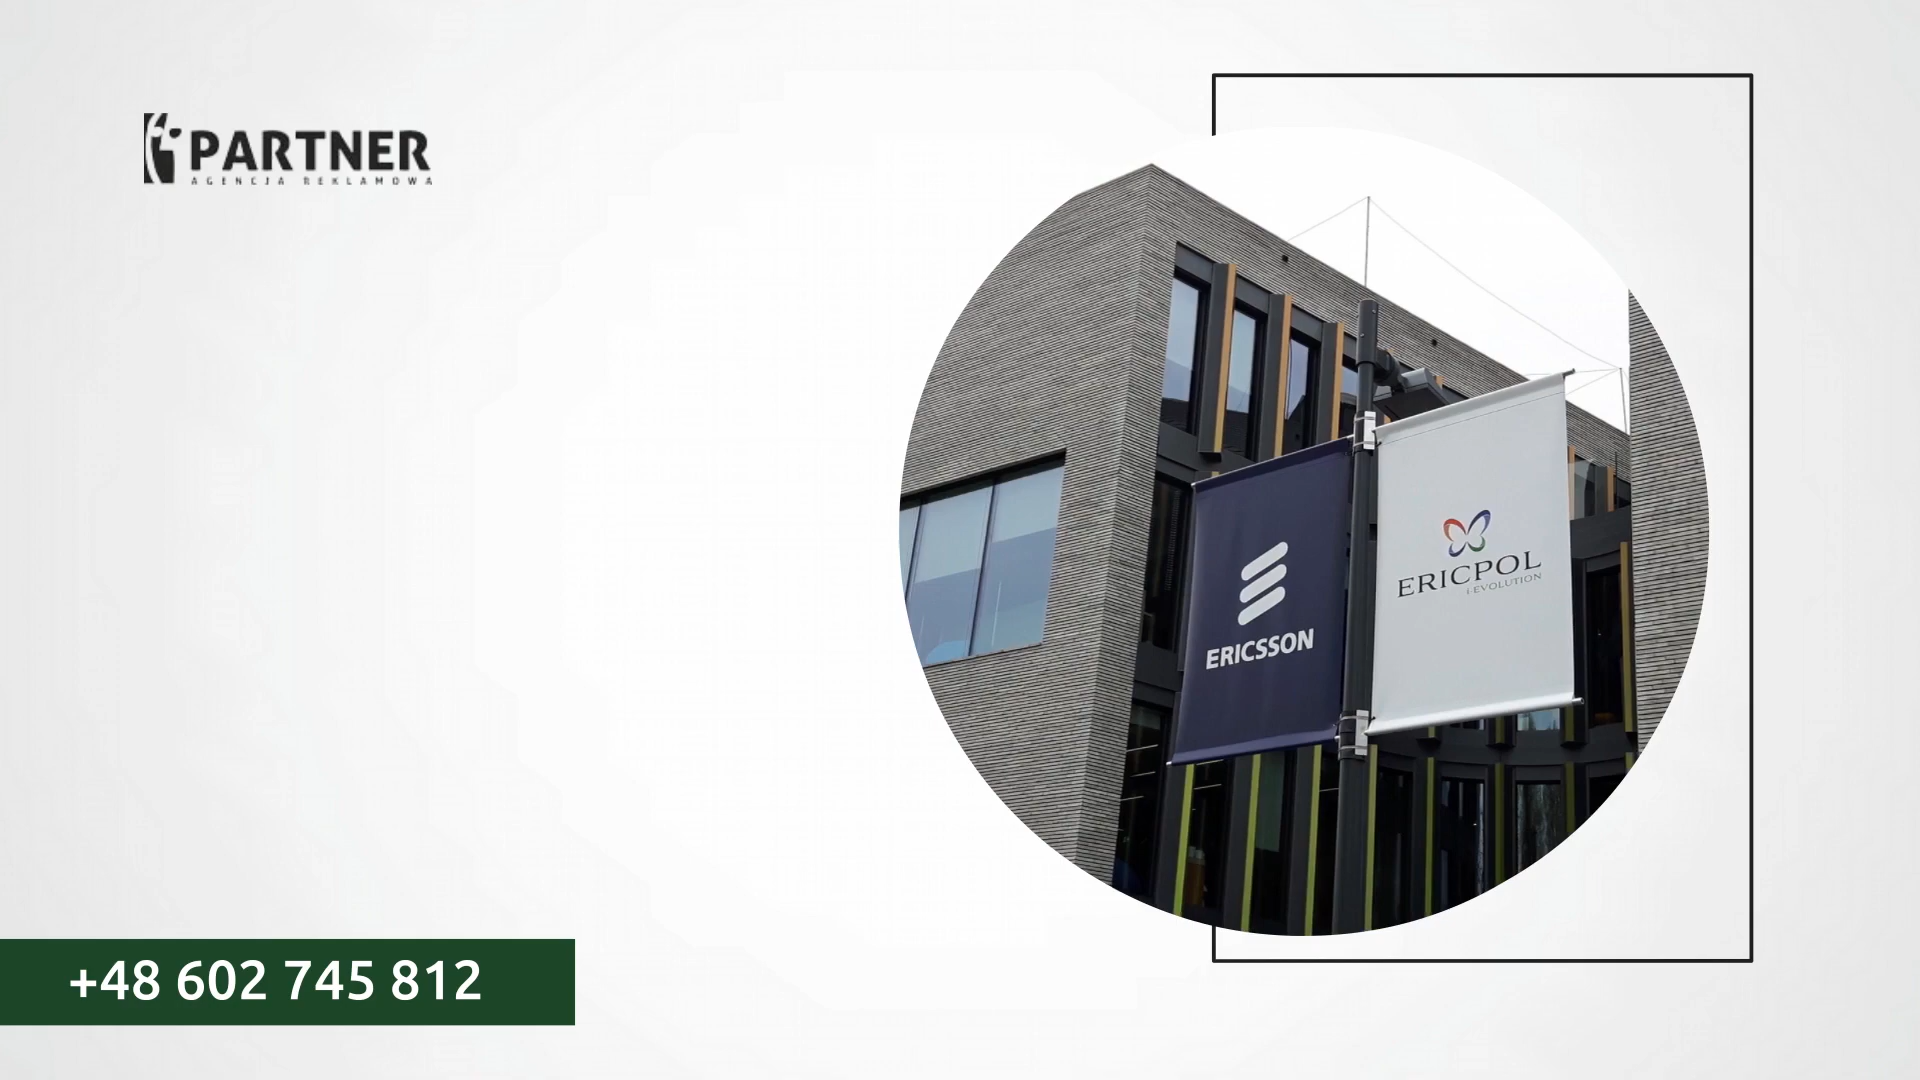 PARTNER
AGENCJA REKLAMOWA
ERICSSON
ERICPOL
i-EVOLUTION
+48 602 745 812